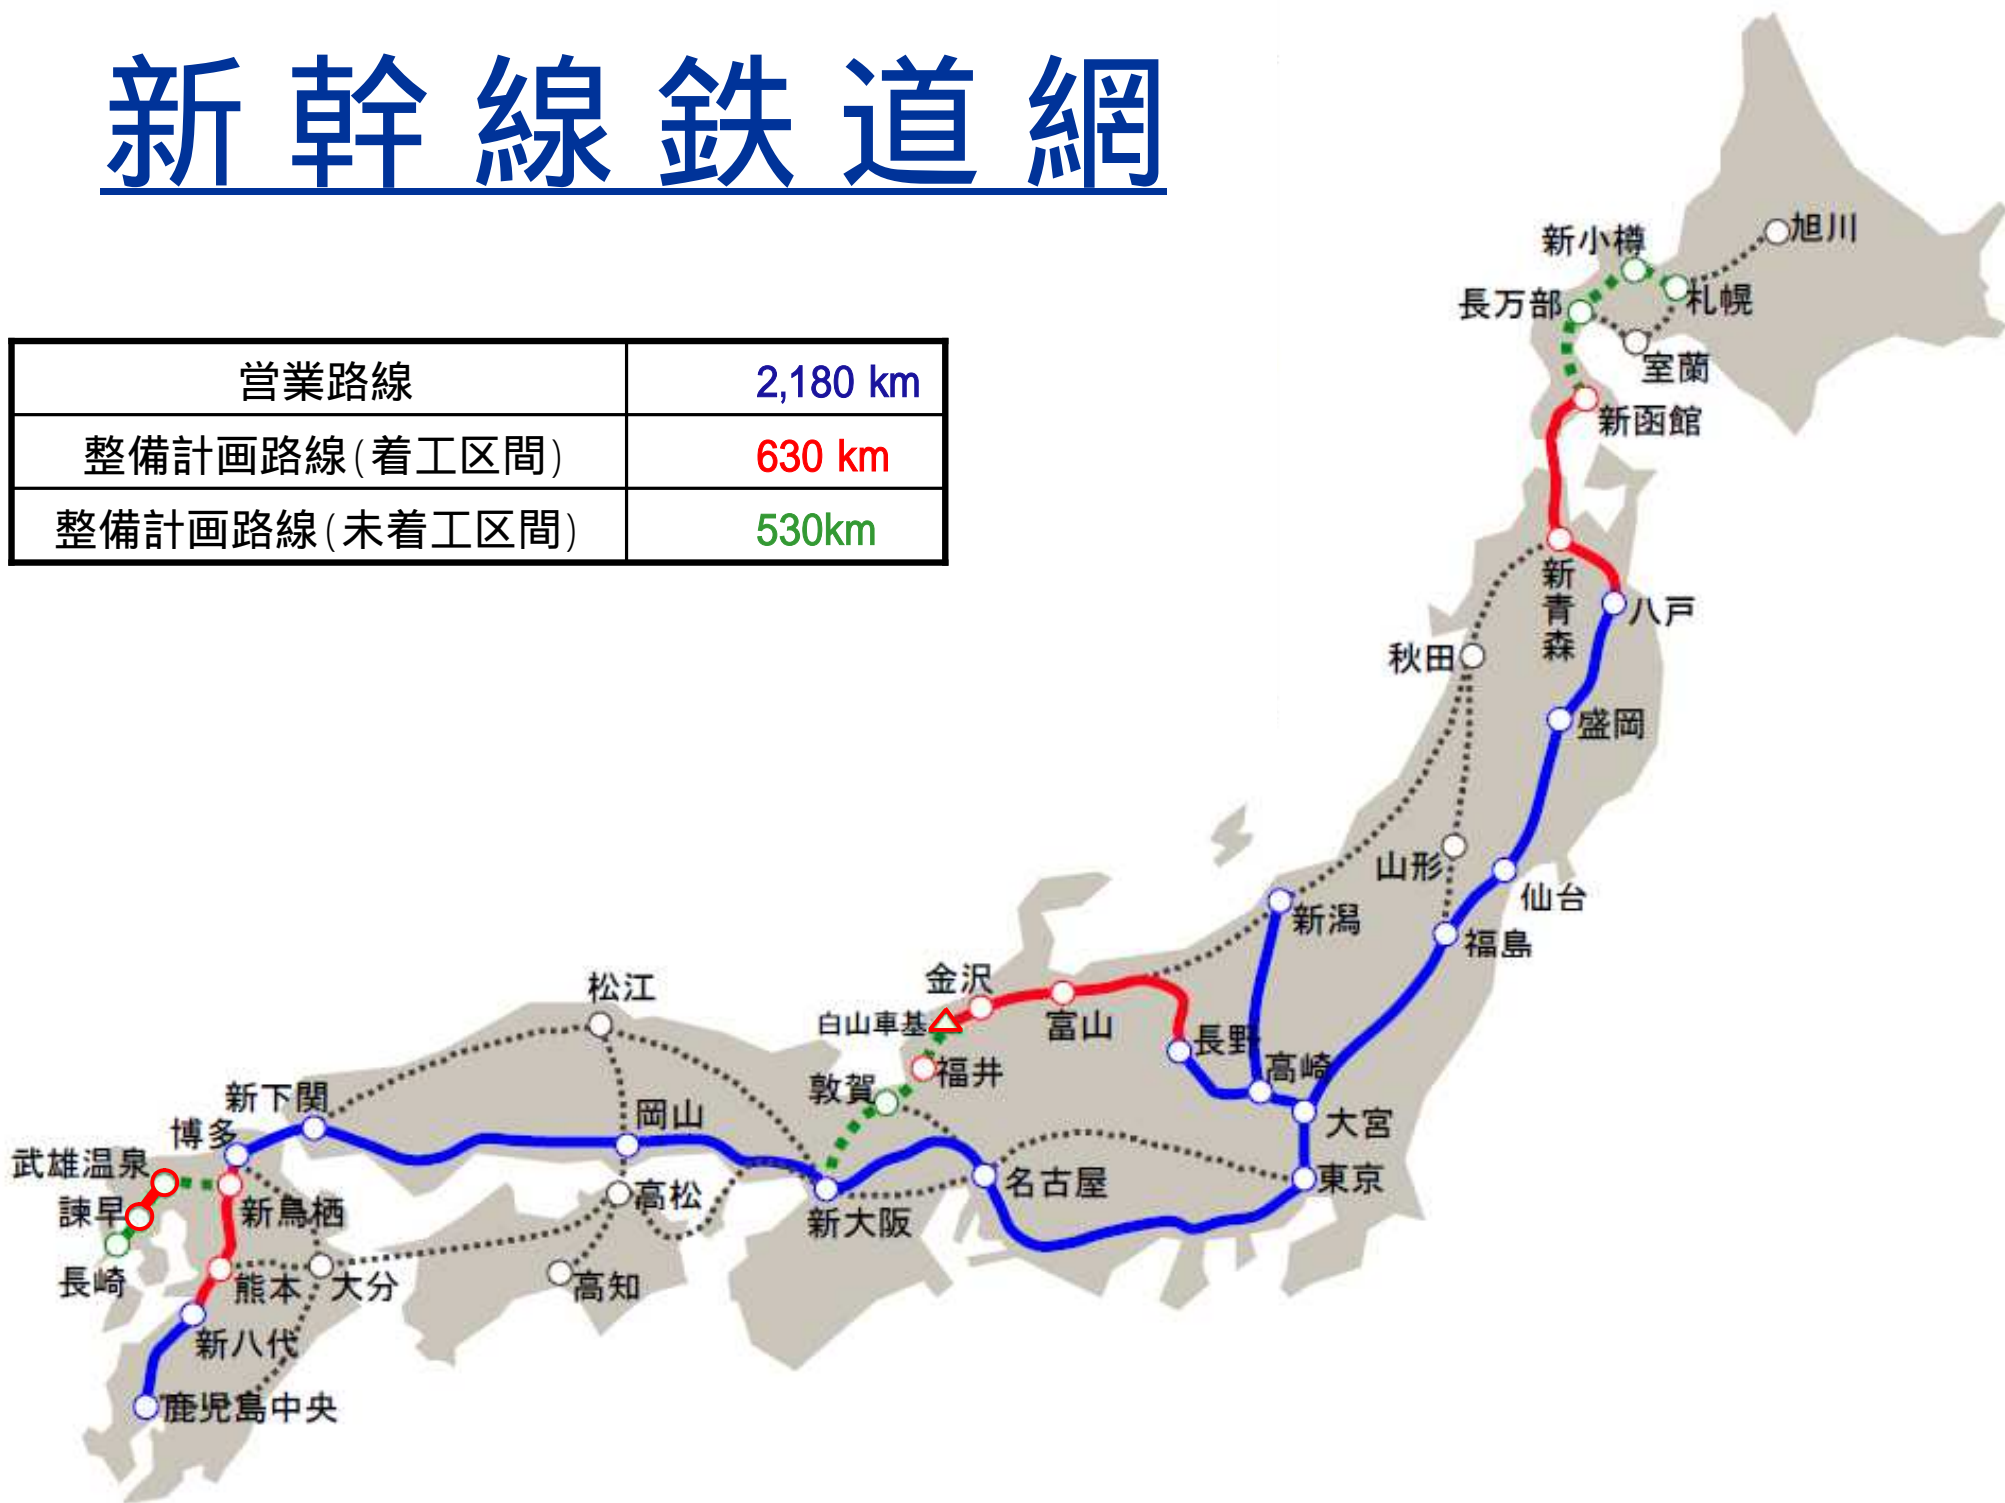 新幹線鉄道網
営業路線 2,180 km
整備計画路線(着工区間) 630 km
整備計画路線(未着工区間) 530km
旭川
新小樽
長万部
札幌
室蘭
新函館
新青森
八戸
秋田
盛岡
山形
仙台
新潟
福島
金沢
松江
白山車基
富山
長野
高崎
福井
敦賀
新下関
岡山
博多
大宮
武雄温泉
名古屋
東京
高松
諫早
新鳥栖
新大阪
長崎
熊本
大分
高知
新八代
鹿児島中央